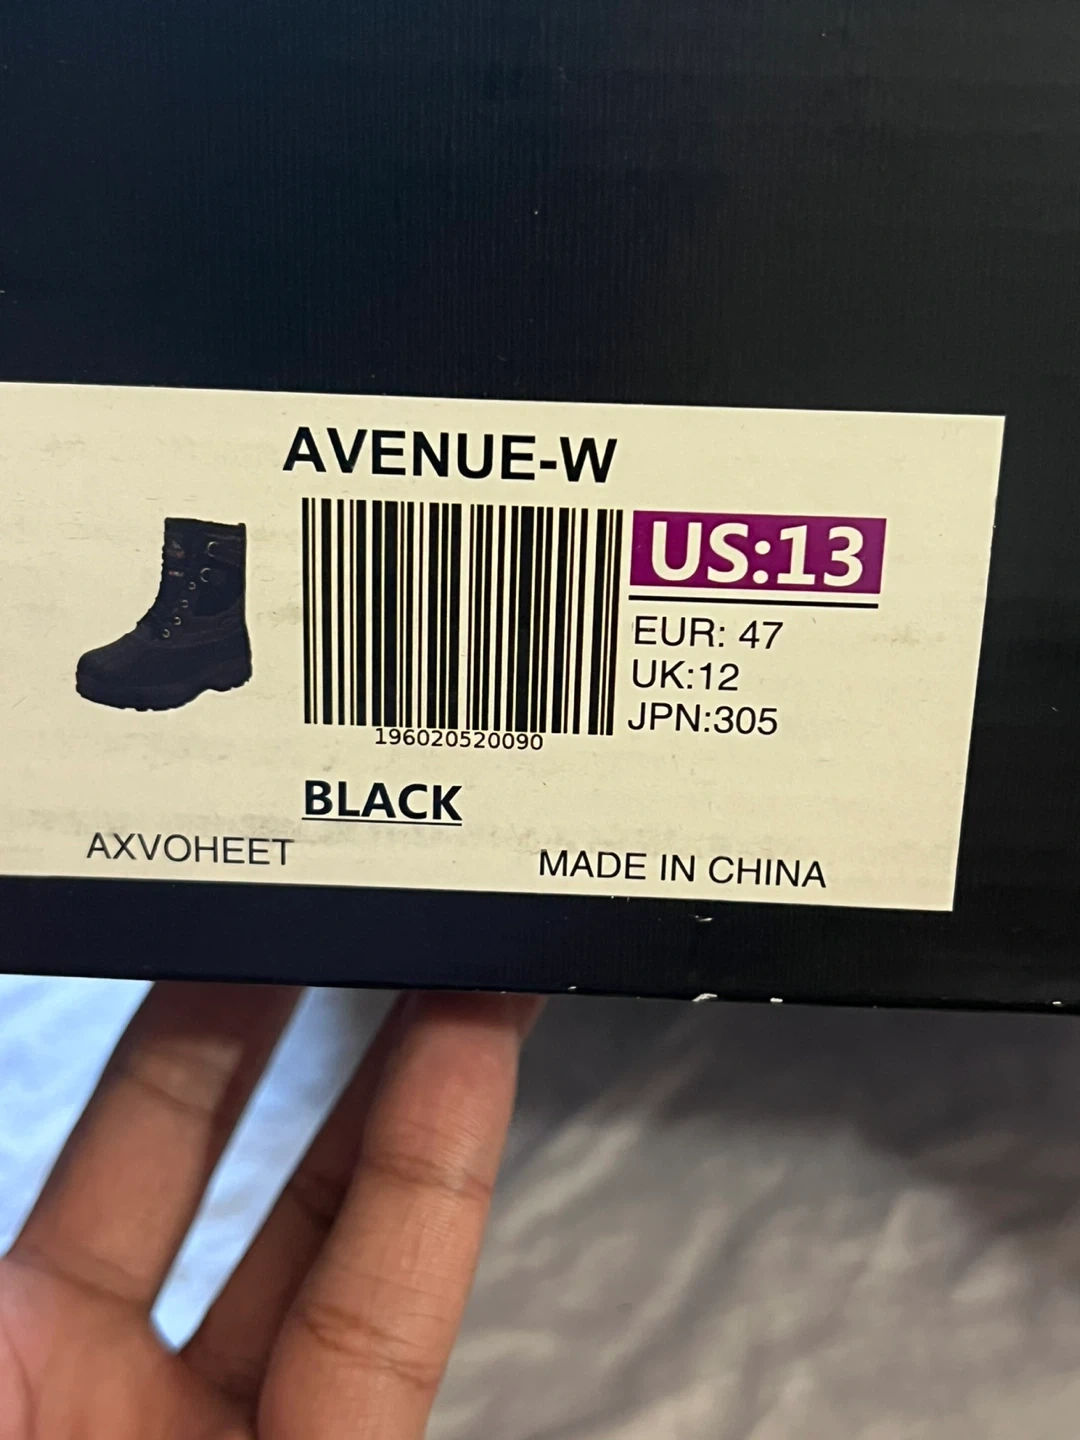 AVENUE-W
US:13
EUR: 47
UK:12
JPN:305
196020520090
BLACK
AXVOHEET
MADE IN CHINA